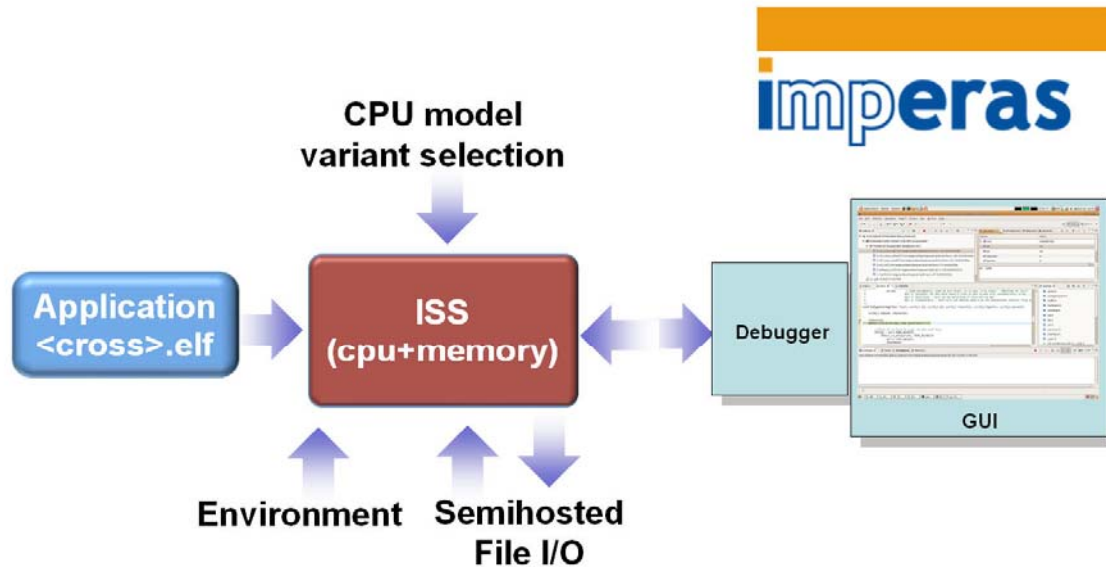 imperas
CPU model
variant selection
Application
<cross>.elf
ISS
(cpu+memory)
Debugger
GUI
Environment
Semihosted
File I/O